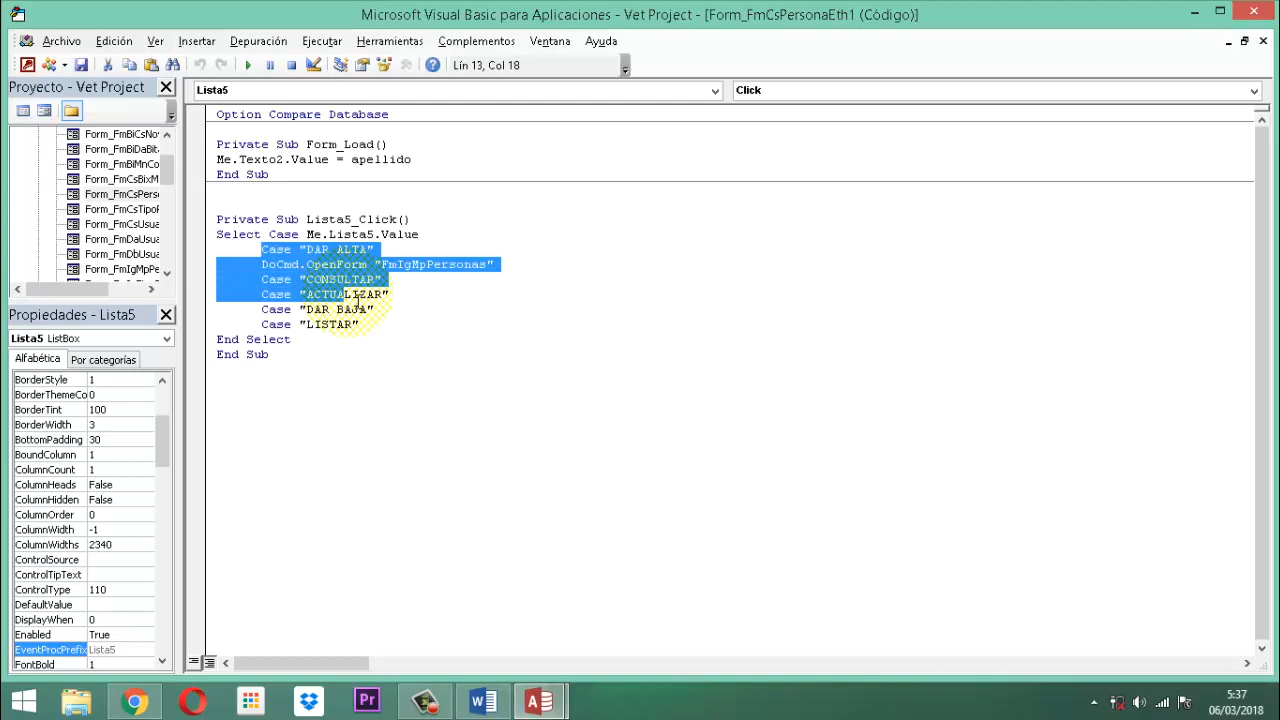 Microsoft Visual Basic para Aplicaciones - Vet Project - [Form_FmCsPersonaEth1 (Código)]
Archivo Edición Ver Insertar Depuración Ejecutar Herramientas Complementos Ventana Ayuda
Lín 13, Col 18
Proyecto - Vet Project
Form_FmBiCsNo
Form_FmBiDaBit
Form_FmBiMnCo
Form_FmCsBixM
Form_FmCsPerso
Form_FmCsTipoF
Form_FmCsUsua
Form_FmDaUsua
Form_FmDbUsua
Form_FmIgMpPe
Propiedades - Lista5
Lista5 ListBox
Alfabética Por categorías
BorderStyle 1
BorderThemeCo 0
BorderTint 100
BorderWidth 3
BottomPadding 30
BoundColumn 1
ColumnCount 1
ColumnHeads False
ColumnHidden False
ColumnOrder 0
ColumnWidth -1
ColumnWidths 2340
ControlSource
ControlTipText
ControlType 110
DefaultValue
DisplayWhen 0
Enabled True
EventProcPrefix Lista5
FontBold 1
Lista5 Click
Option Compare Database
Private Sub Form_Load()
Me.Texto2.Value = apellido
End Sub
Private Sub Lista5_Click()
Select Case Me.Lista5.Value
Case "DAR ALTA"
DoCmd.OpenForm "FmIgMpPersonas"
Case "CONSULTAR"
Case "ACTUALIZAR"
Case "DAR BAJA"
Case "LISTAR"
End Select
End Sub
Pr
5:37
06/03/2018